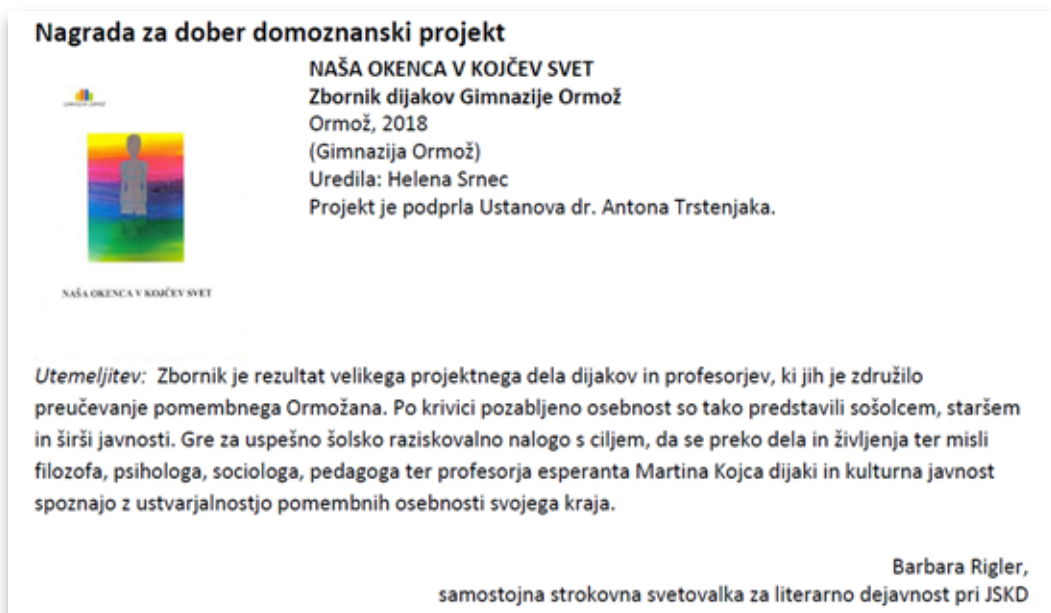 Nagrada za dober domoznanski projekt
NAŠA OKENCA V KOJČEV SVET
Zbornik dijakov Gimnazije Ormož
Ormož, 2018
(Gimnazija Ormož)
Uredila: Helena Srnec
Projekt je podprla Ustanova dr. Antona Trstenjaka.
NAŠA OKENCA V KOJČEV SVET
Utemeljitev: Zbornik je rezultat velikega projektnega dela dijakov in profesorjev, ki jih je združilo
preučevanje pomembnega Ormožana. Po krivici pozabljeno osebnost so tako predstavili sošolcem, staršem
in širši javnosti. Gre za uspešno šolsko raziskovalno nalogo s ciljem, da se preko dela in življenja ter misli
filozofa, psihologa, sociologa, pedagoga ter profesorja esperanta Martina Kojca dijaki in kulturna javnost
spoznajo z ustvarjalnostjo pomembnih osebnosti svojega kraja.
Barbara Rigler,
samostojna strokovna svetovalka za literarno dejavnost pri JSKD